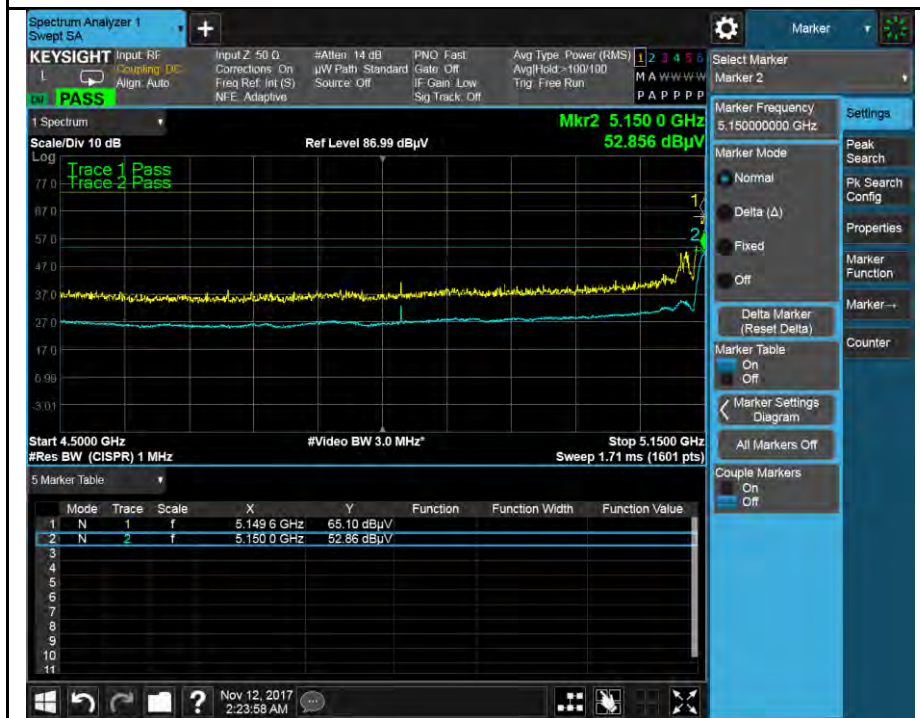 Spectrum Analyzer 1
Swept SA
+
Marker
KEYSIGHT
L
PASS
Input: RF
Coupling: DC
Align: Auto
Input Z: 50 Ω
Corrections: On
Freq Ref: Int (S)
NFE: Adaptive
#Atten: 14 dB
µW Path: Standard
Source: Off
PNO: Fast
Gate: Off
IF Gain: Low
Sig Track: Off
Avg Type: Power (RMS)
Avg|Hold:>100/100
Trig: Free Run
1 2 3 4 5 6
M A W W W W
P A P P P P
1 Spectrum
Scale/Div 10 dB
Ref Level 86.99 dBµV
Mkr2 5.150 0 GHz
52.856 dBµV
Log
Trace 1 Pass
Trace 2 Pass
77.0
67.0
57.0
47.0
37.0
27.0
17.0
6.99
-3.01
1
2
Start 4.5000 GHz
#Res BW (CISPR) 1 MHz
#Video BW 3.0 MHz*
Stop 5.1500 GHz
Sweep 1.71 ms (1601 pts)
5 Marker Table
Mode Trace Scale X Y Function Function Width Function Value
1 N 1 f 5.149 6 GHz 65.10 dBµV
2 N 2 f 5.150 0 GHz 52.86 dBµV
3
4
5
6
7
8
9
10
11
?
Nov 12, 2017
2:23:58 AM
Select Marker
Marker 2
Marker Frequency
5.150000000 GHz
Marker Mode
Normal
Delta (Δ)
Fixed
Off
Delta Marker
(Reset Delta)
Marker Table
On
Off
Marker Settings
Diagram
All Markers Off
Couple Markers
On
Off
Settings
Peak
Search
Pk Search
Config
Properties
Marker
Function
Marker→
Counter